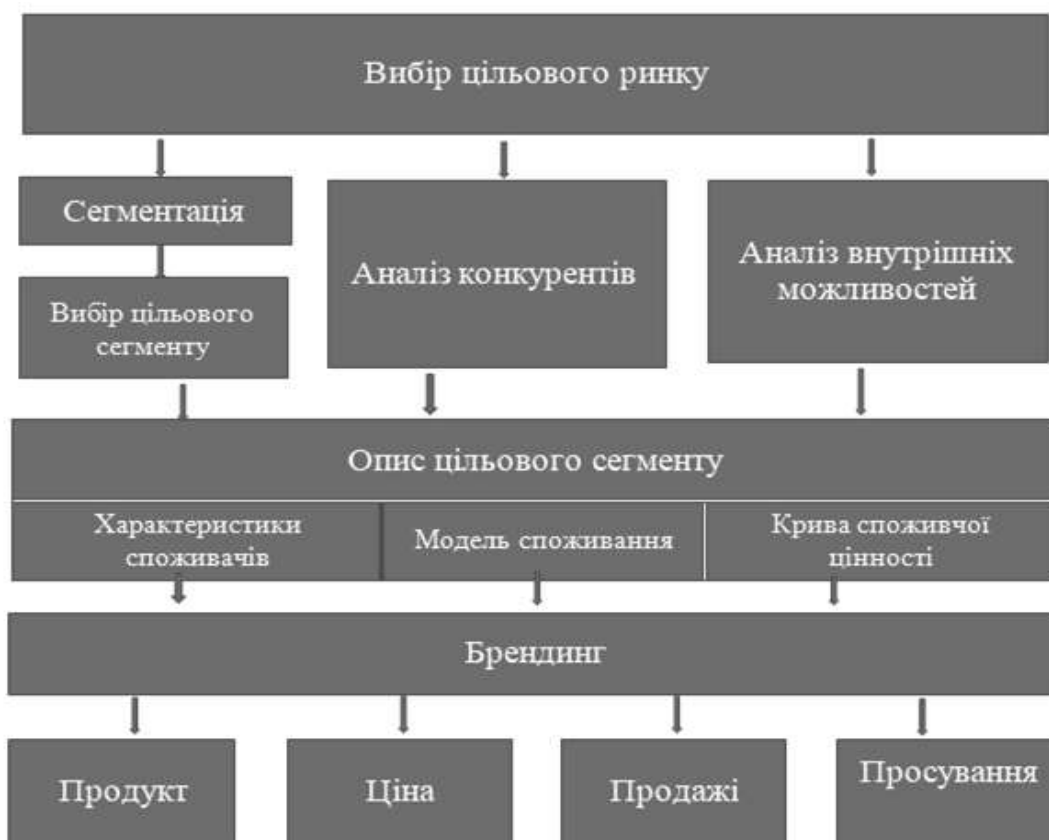 Вибір цільового ринку
Сегментація
Вибір цільового
сегменту
Аналіз конкурентів
Аналіз внутрішніх
можливостей
Опис цільового сегменту
Характеристики
споживачів
Модель споживання
Крива споживчої
цінності
Брендинг
Продукт
Ціна
Продажі
Просування